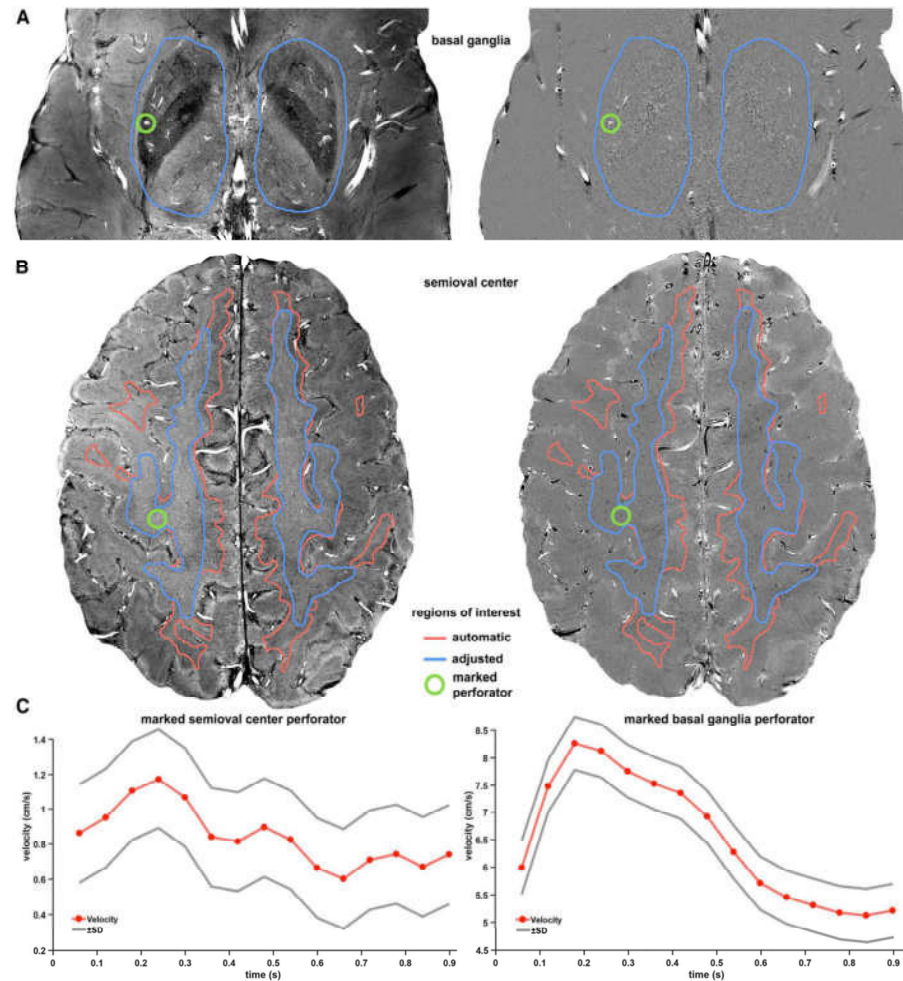 A
basal ganglia
B
semioval center
regions of interest
automatic
adjusted
marked
perforator
C
marked semioval center perforator
1.4
1.2
1
0.8
0.6
0.4
0.2
velocity (cm/s)
Velocity
±SD
0 0.1 0.2 0.3 0.4 0.5 0.6 0.7 0.8 0.9
time (s)
marked basal ganglia perforator
8.5
8
7.5
7
6.5
6
5.5
5
4.5
velocity (cm/s)
Velocity
±SD
0 0.1 0.2 0.3 0.4 0.5 0.6 0.7 0.8 0.9
time (s)